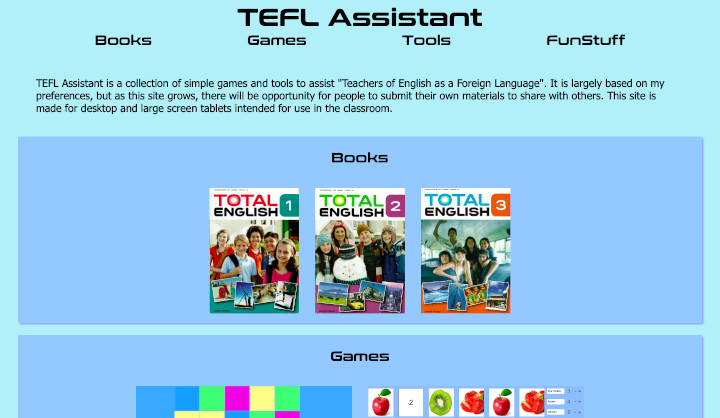 TEFL Assistant
Books Games Tools FunStuff
TEFL Assistant is a collection of simple games and tools to assist "Teachers of English as a Foreign Language". It is largely based on my
preferences, but as this site grows, there will be opportunity for people to submit their own materials to share with others. This site is
made for desktop and large screen tablets intended for use in the classroom.
Books
TOTAL ENGLISH 1
TOTAL ENGLISH 2
TOTAL ENGLISH 3
Games
2